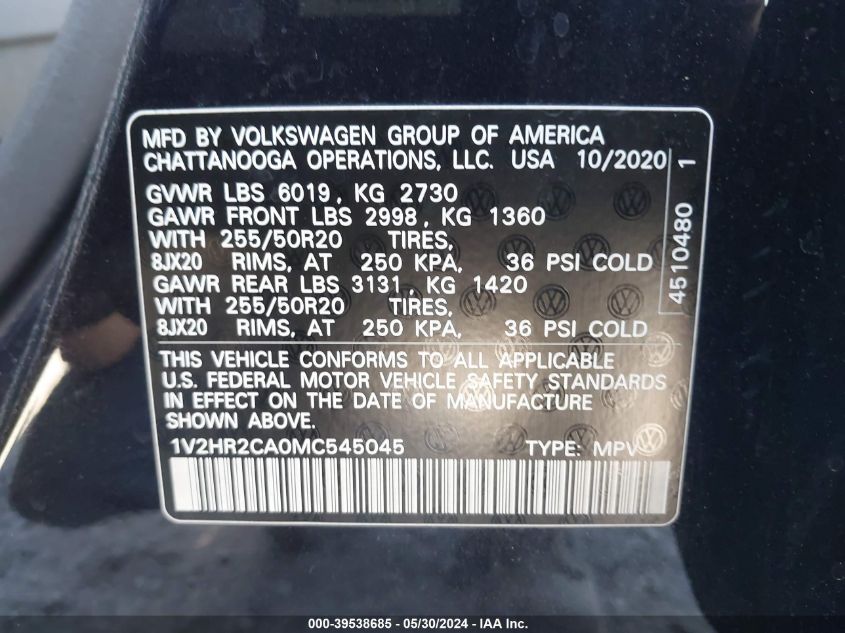 MFD BY VOLKSWAGEN GROUP OF AMERICA
CHATTANOOGA OPERATIONS, LLC. USA 10/2020
GVWR LBS 6019, KG 2730
GAWR FRONT LBS 2998, KG 1360
WITH 255/50R20 TIRES,
8JX20 RIMS, AT 250 KPA, 36 PSI COLD
GAWR REAR LBS 3131, KG 1420
WITH 255/50R20 TIRES,
8JX20 RIMS, AT 250 KPA, 36 PSI COLD
4510480 1
THIS VEHICLE CONFORMS TO ALL APPLICABLE
U.S. FEDERAL MOTOR VEHICLE SAFETY STANDARDS
IN EFFECT ON THE DATE OF MANUFACTURE
SHOWN ABOVE.
1V2HR2CA0MC545045 TYPE: MPV
000-39538685 - 05/30/2024 - IAA Inc.